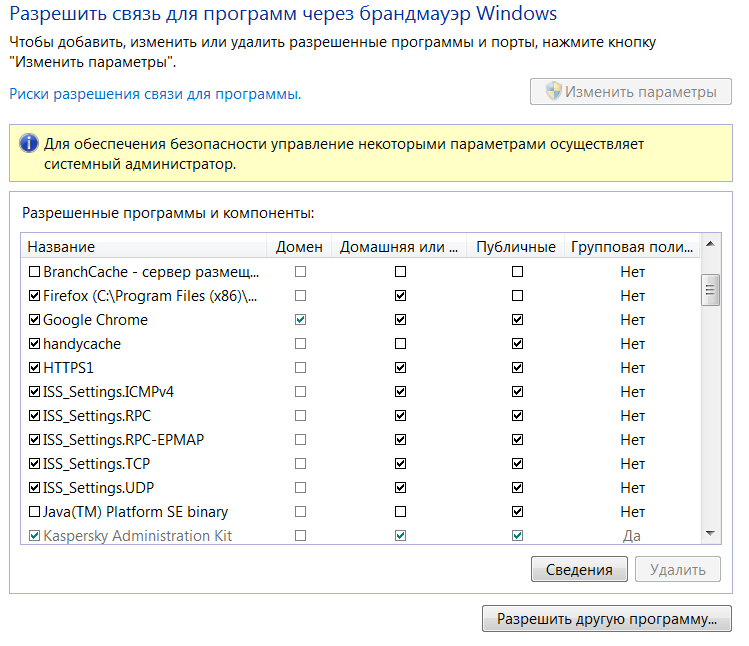 Разрешить связь для программ через брандмауэр Windows
Чтобы добавить, изменить или удалить разрешенные программы и порты, нажмите кнопку
"Изменить параметры".
Риски разрешения связи для программы.
Изменить параметры
Для обеспечения безопасности управление некоторыми параметрами осуществляет
системный администратор.
Разрешенные программы и компоненты:
Название Домен Домашняя или ... Публичные Групповая поли...
BranchCache - сервер размещ... Нет
Firefox (C:\Program Files (x86)\... Нет
Google Chrome Нет
handycache Нет
HTTPS1 Нет
ISS_Settings.ICMPv4 Нет
ISS_Settings.RPC Нет
ISS_Settings.RPC-EPMAP Нет
ISS_Settings.TCP Нет
ISS_Settings.UDP Нет
Java(TM) Platform SE binary Нет
Kaspersky Administration Kit Да
Сведения Удалить
Разрешить другую программу...